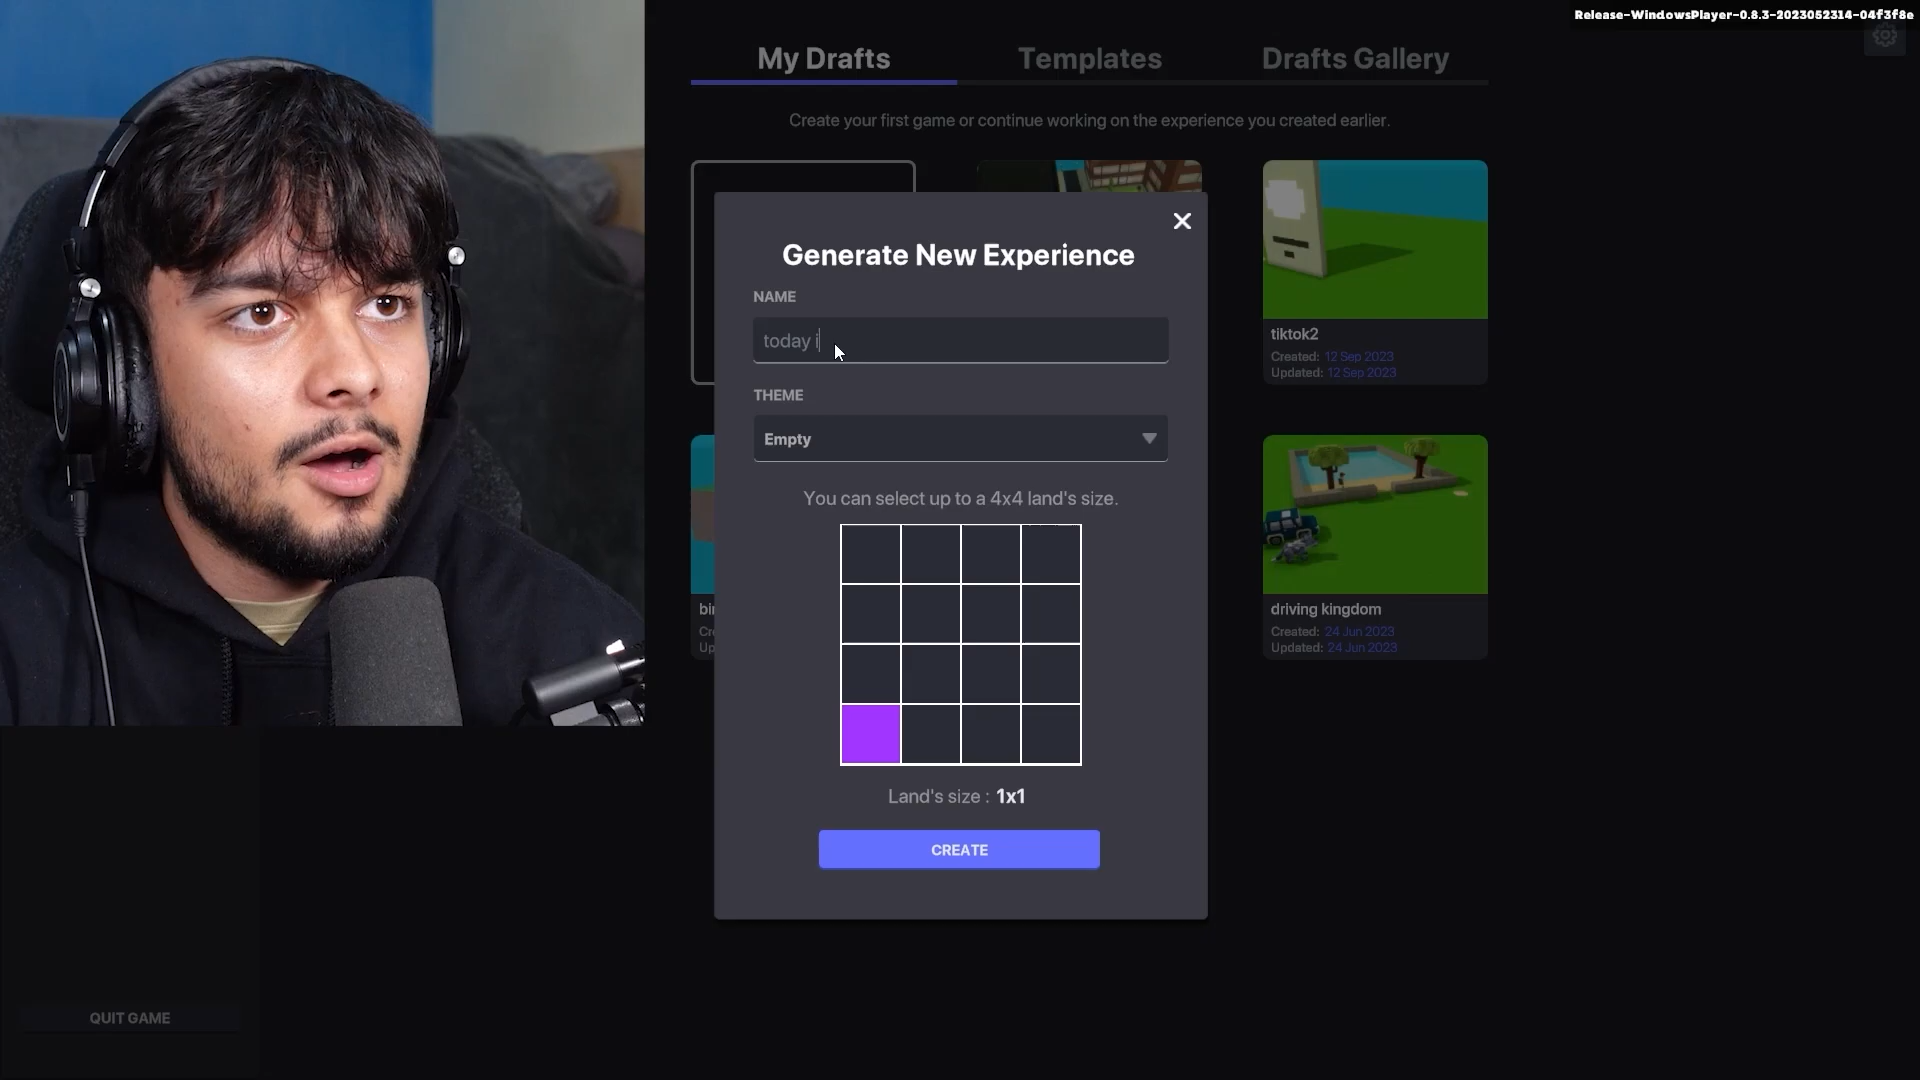 Release-WindowsPlayer-0.8.3-2023052314-04f3f8e
My Drafts
Templates
Drafts Gallery
Create your first game or continue working on the experience you created earlier.
Generate New Experience
NAME
today i
THEME
Empty
You can select up to a 4x4 land's size.
Land's size : 1x1
CREATE
tiktok2
Created: 12 Sep 2023
Updated: 12 Sep 2023
driving kingdom
Created: 24 Jun 2023
Updated: 24 Jun 2023
QUIT GAME